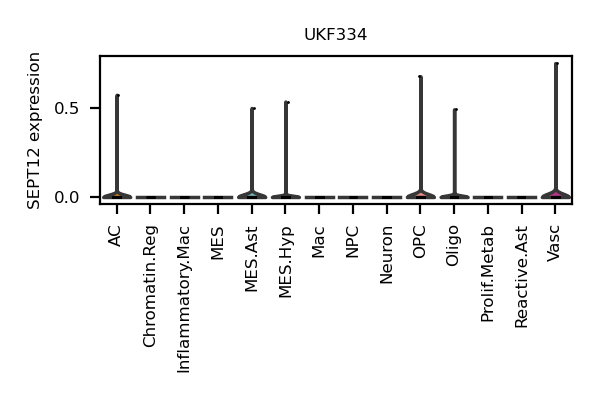 UKF334
SEPT12 expression
0.5
0.0
AC
Chromatin.Reg
Inflammatory.Mac
MES
MES.Ast
MES.Hyp
Mac
NPC
Neuron
OPC
Oligo
Prolif.Metab
Reactive.Ast
Vasc